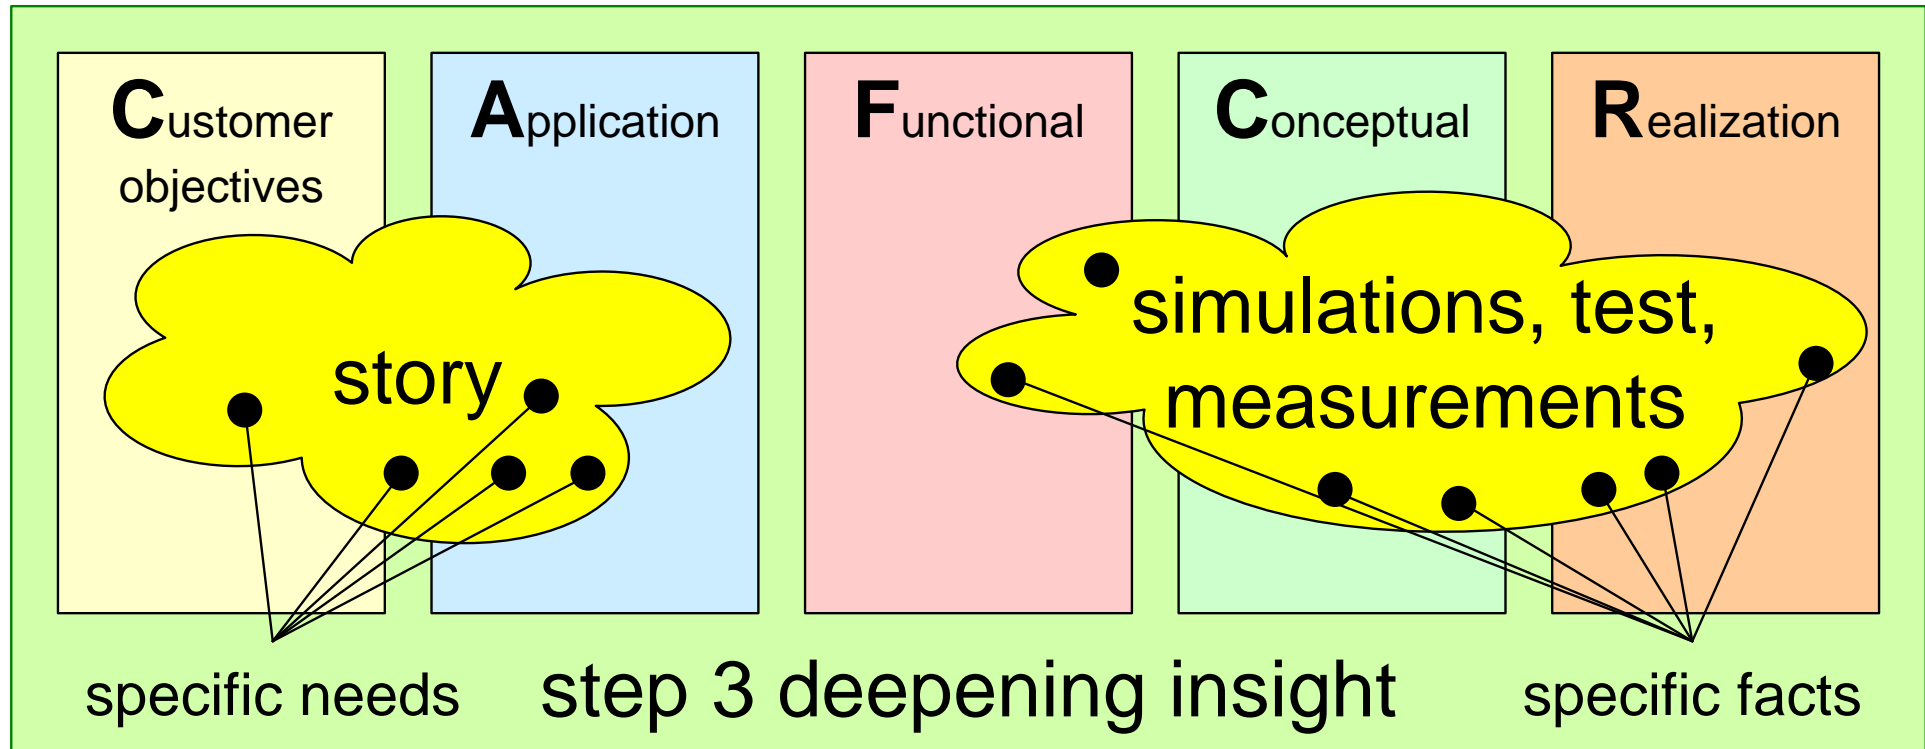 Customer
objectives
Application
Functional
Conceptual
Realization
story
simulations, test,
measurements
specific needs
step 3 deepening insight
specific facts